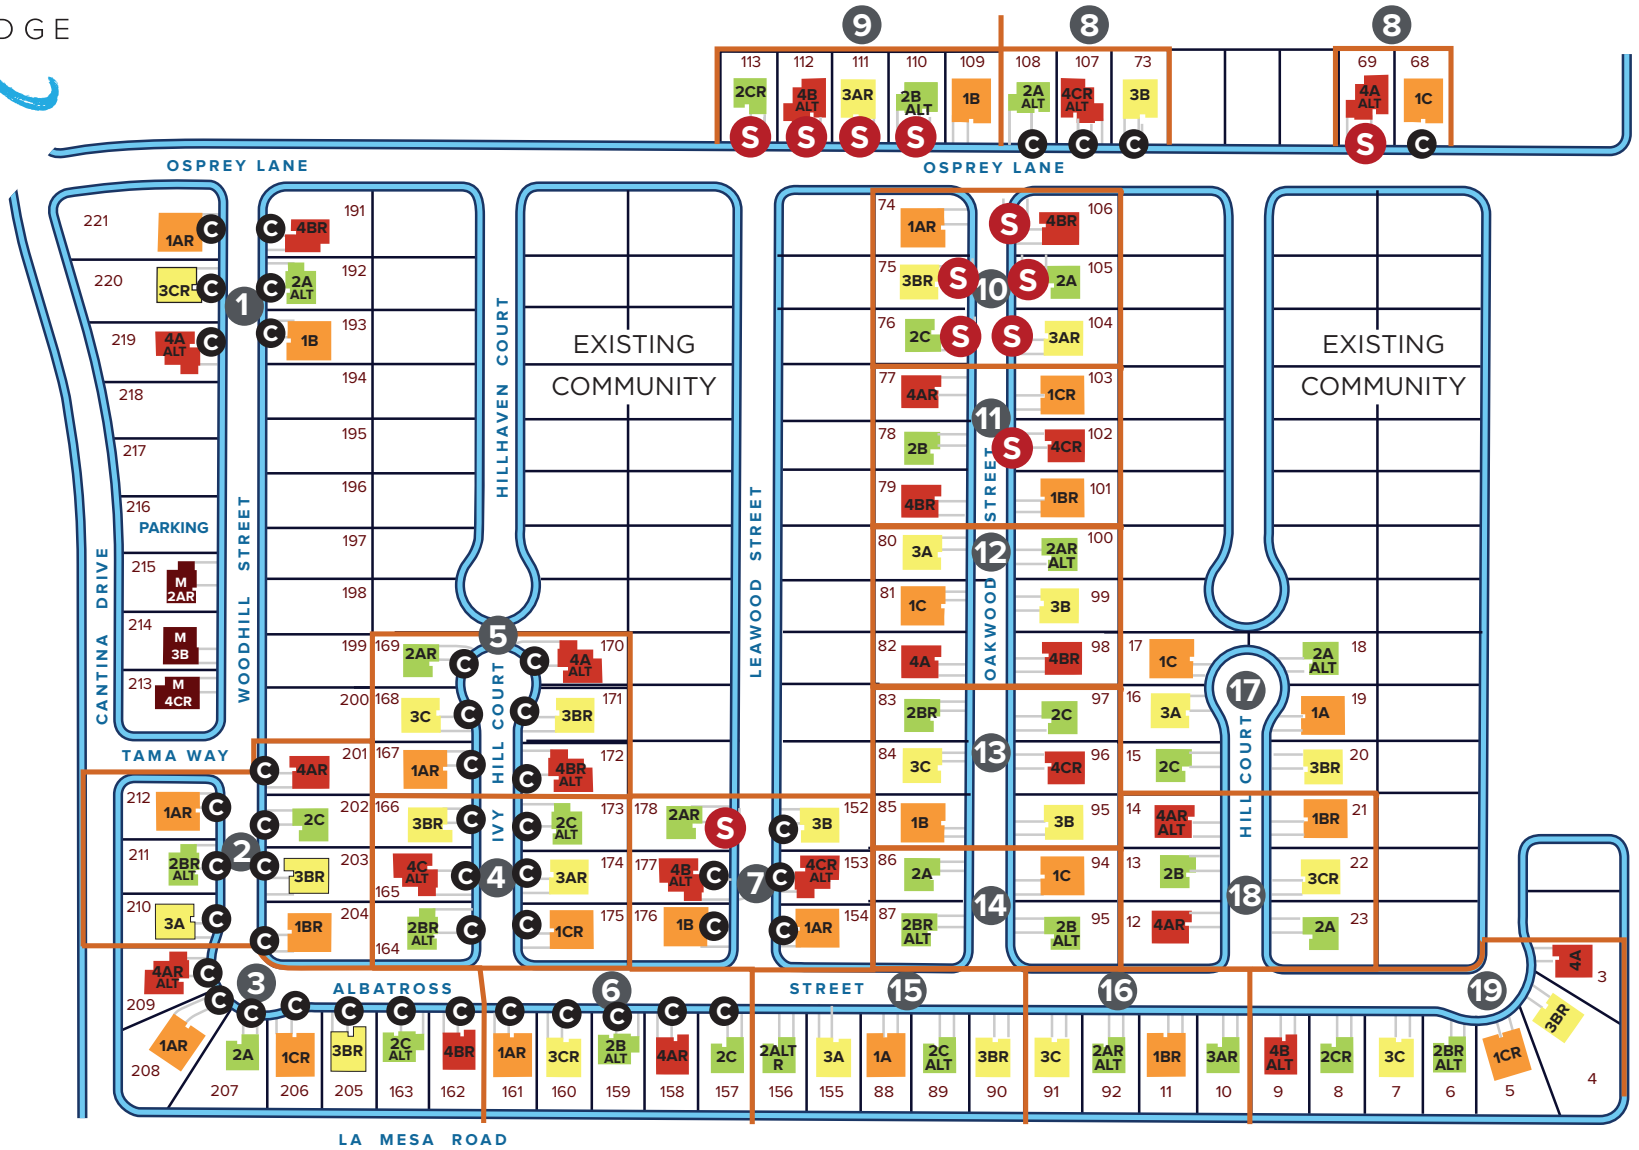 DGE
9
8
8
113
112
111
110
109
108
107
73
69
68
2CR
4B
ALT
3AR
2B
ALT
1B
2A
ALT
4CR
ALT
3B
4A
ALT
1C
S
S
S
S
C
C
C
S
C
OSPREY LANE
OSPREY LANE
221
1AR
C
C
4BR
191
220
3CR
C
C
2A
ALT
192
1
219
4A
ALT
C
C
1B
193
218
194
217
195
216
PARKING
196
197
215
M
2AR
198
214
M
3B
199
213
M
4CR
200
CANTINA DRIVE
WOODHILL STREET
HILLHAVEN COURT
EXISTING
COMMUNITY
LEAWOOD STREET
74
1AR
S
4BR
106
75
3BR
S
10
S
2A
105
76
2C
S
S
3AR
104
77
4AR
1CR
103
11
78
2B
S
4CR
102
79
4BR
1BR
101
80
3A
12
2AR
ALT
100
81
1C
3B
99
82
4A
4BR
98
83
2BR
2C
97
84
3C
13
4CR
96
85
1B
3B
95
86
2A
1C
94
14
87
2BR
ALT
2B
ALT
95
OAKWOOD STREET
EXISTING
COMMUNITY
5
169
2AR
C
C
4A
ALT
170
168
3C
C
C
3BR
171
167
1AR
C
C
4BR
ALT
172
166
3BR
C
C
2C
ALT
173
165
4C
ALT
C
4
C
3AR
174
164
2BR
ALT
C
C
1CR
175
IVY HILL COURT
178
2AR
S
C
3B
152
177
4B
ALT
C
7
C
4CR
ALT
153
176
1B
C
C
1AR
154
17
1C
2A
ALT
18
17
16
3A
1A
19
15
2C
3BR
20
14
4AR
ALT
1BR
21
13
2B
3CR
22
18
12
4AR
2A
23
HILL COURT
TAMA WAY
C
4AR
201
212
1AR
C
C
2C
202
2
211
2BR
ALT
C
C
3BR
203
210
3A
C
C
1BR
204
209
4AR
ALT
C
C
3
C
C
C
C
C
C
C
C
C
C
ALBATROSS
6
STREET
15
16
19
4A
3
3BR
4
208
1AR
2A
207
1CR
206
3BR
205
2C
ALT
163
4BR
162
1AR
161
3CR
160
2B
ALT
159
4AR
158
2C
157
2ALT
R
156
3A
155
1A
88
2C
ALT
89
3BR
90
3C
91
2AR
ALT
92
1BR
11
3AR
10
4B
ALT
9
2CR
8
3C
7
2BR
ALT
6
1CR
5
LA MESA ROAD